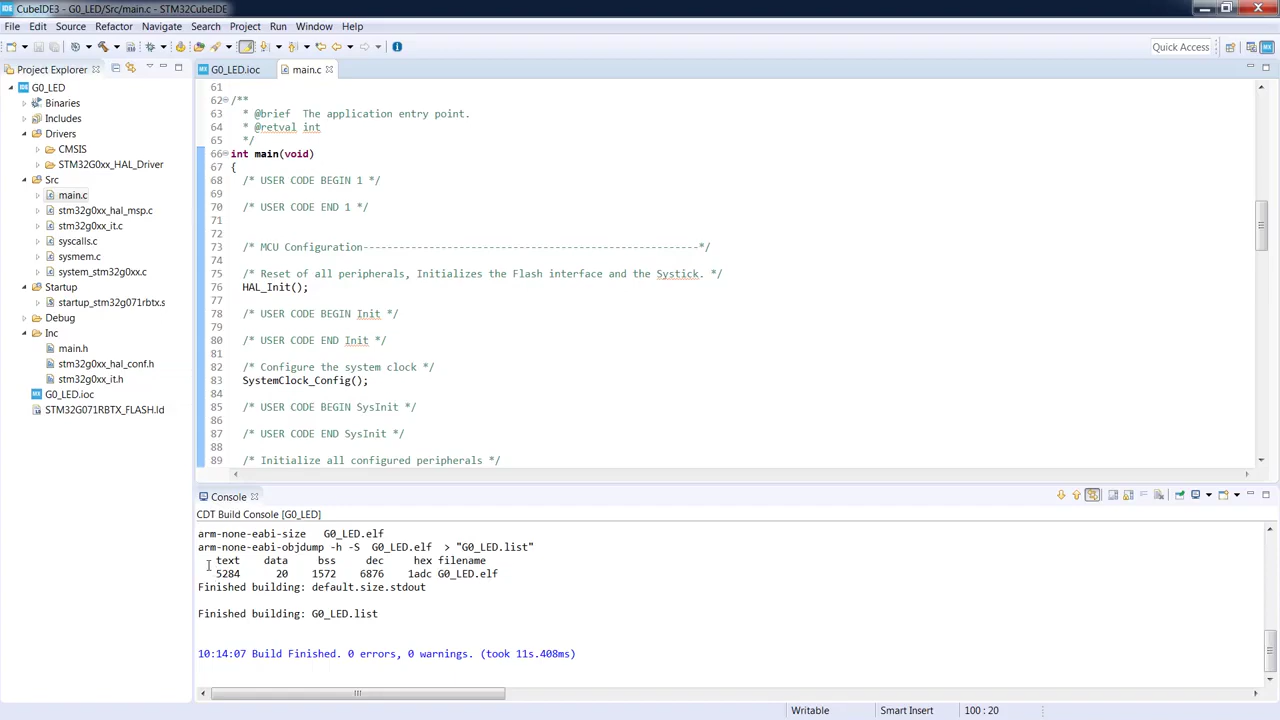 CubeIDE3 - G0_LED/Src/main.c - STM32CubeIDE
File Edit Source Refactor Navigate Search Project Run Window Help
Quick Access
Project Explorer
G0_LED
Binaries
Includes
Drivers
CMSIS
STM32G0xx_HAL_Driver
Src
main.c
stm32g0xx_hal_msp.c
stm32g0xx_it.c
syscalls.c
sysmem.c
system_stm32g0xx.c
Startup
startup_stm32g071rbtx.s
Debug
Inc
main.h
stm32g0xx_hal_conf.h
stm32g0xx_it.h
G0_LED.ioc
STM32G071RBTX_FLASH.ld
G0_LED.ioc main.c
61
62 /**
63 * @brief The application entry point.
64 * @retval int
65 */
66 int main(void)
67 {
68 /* USER CODE BEGIN 1 */
69
70 /* USER CODE END 1 */
71
72
73 /* MCU Configuration--------------------------------------------------------*/
74
75 /* Reset of all peripherals, Initializes the Flash interface and the Systick. */
76 HAL_Init();
77
78 /* USER CODE BEGIN Init */
79
80 /* USER CODE END Init */
81
82 /* Configure the system clock */
83 SystemClock_Config();
84
85 /* USER CODE BEGIN SysInit */
86
87 /* USER CODE END SysInit */
88
89 /* Initialize all configured peripherals */
Console
CDT Build Console [G0_LED]
arm-none-eabi-size G0_LED.elf
arm-none-eabi-objdump -h -S G0_LED.elf > "G0_LED.list"
text data bss dec hex filename
5284 20 1572 6876 1adc G0_LED.elf
Finished building: default.size.stdout
Finished building: G0_LED.list
10:14:07 Build Finished. 0 errors, 0 warnings. (took 11s.408ms)
Writable Smart Insert 100 : 20